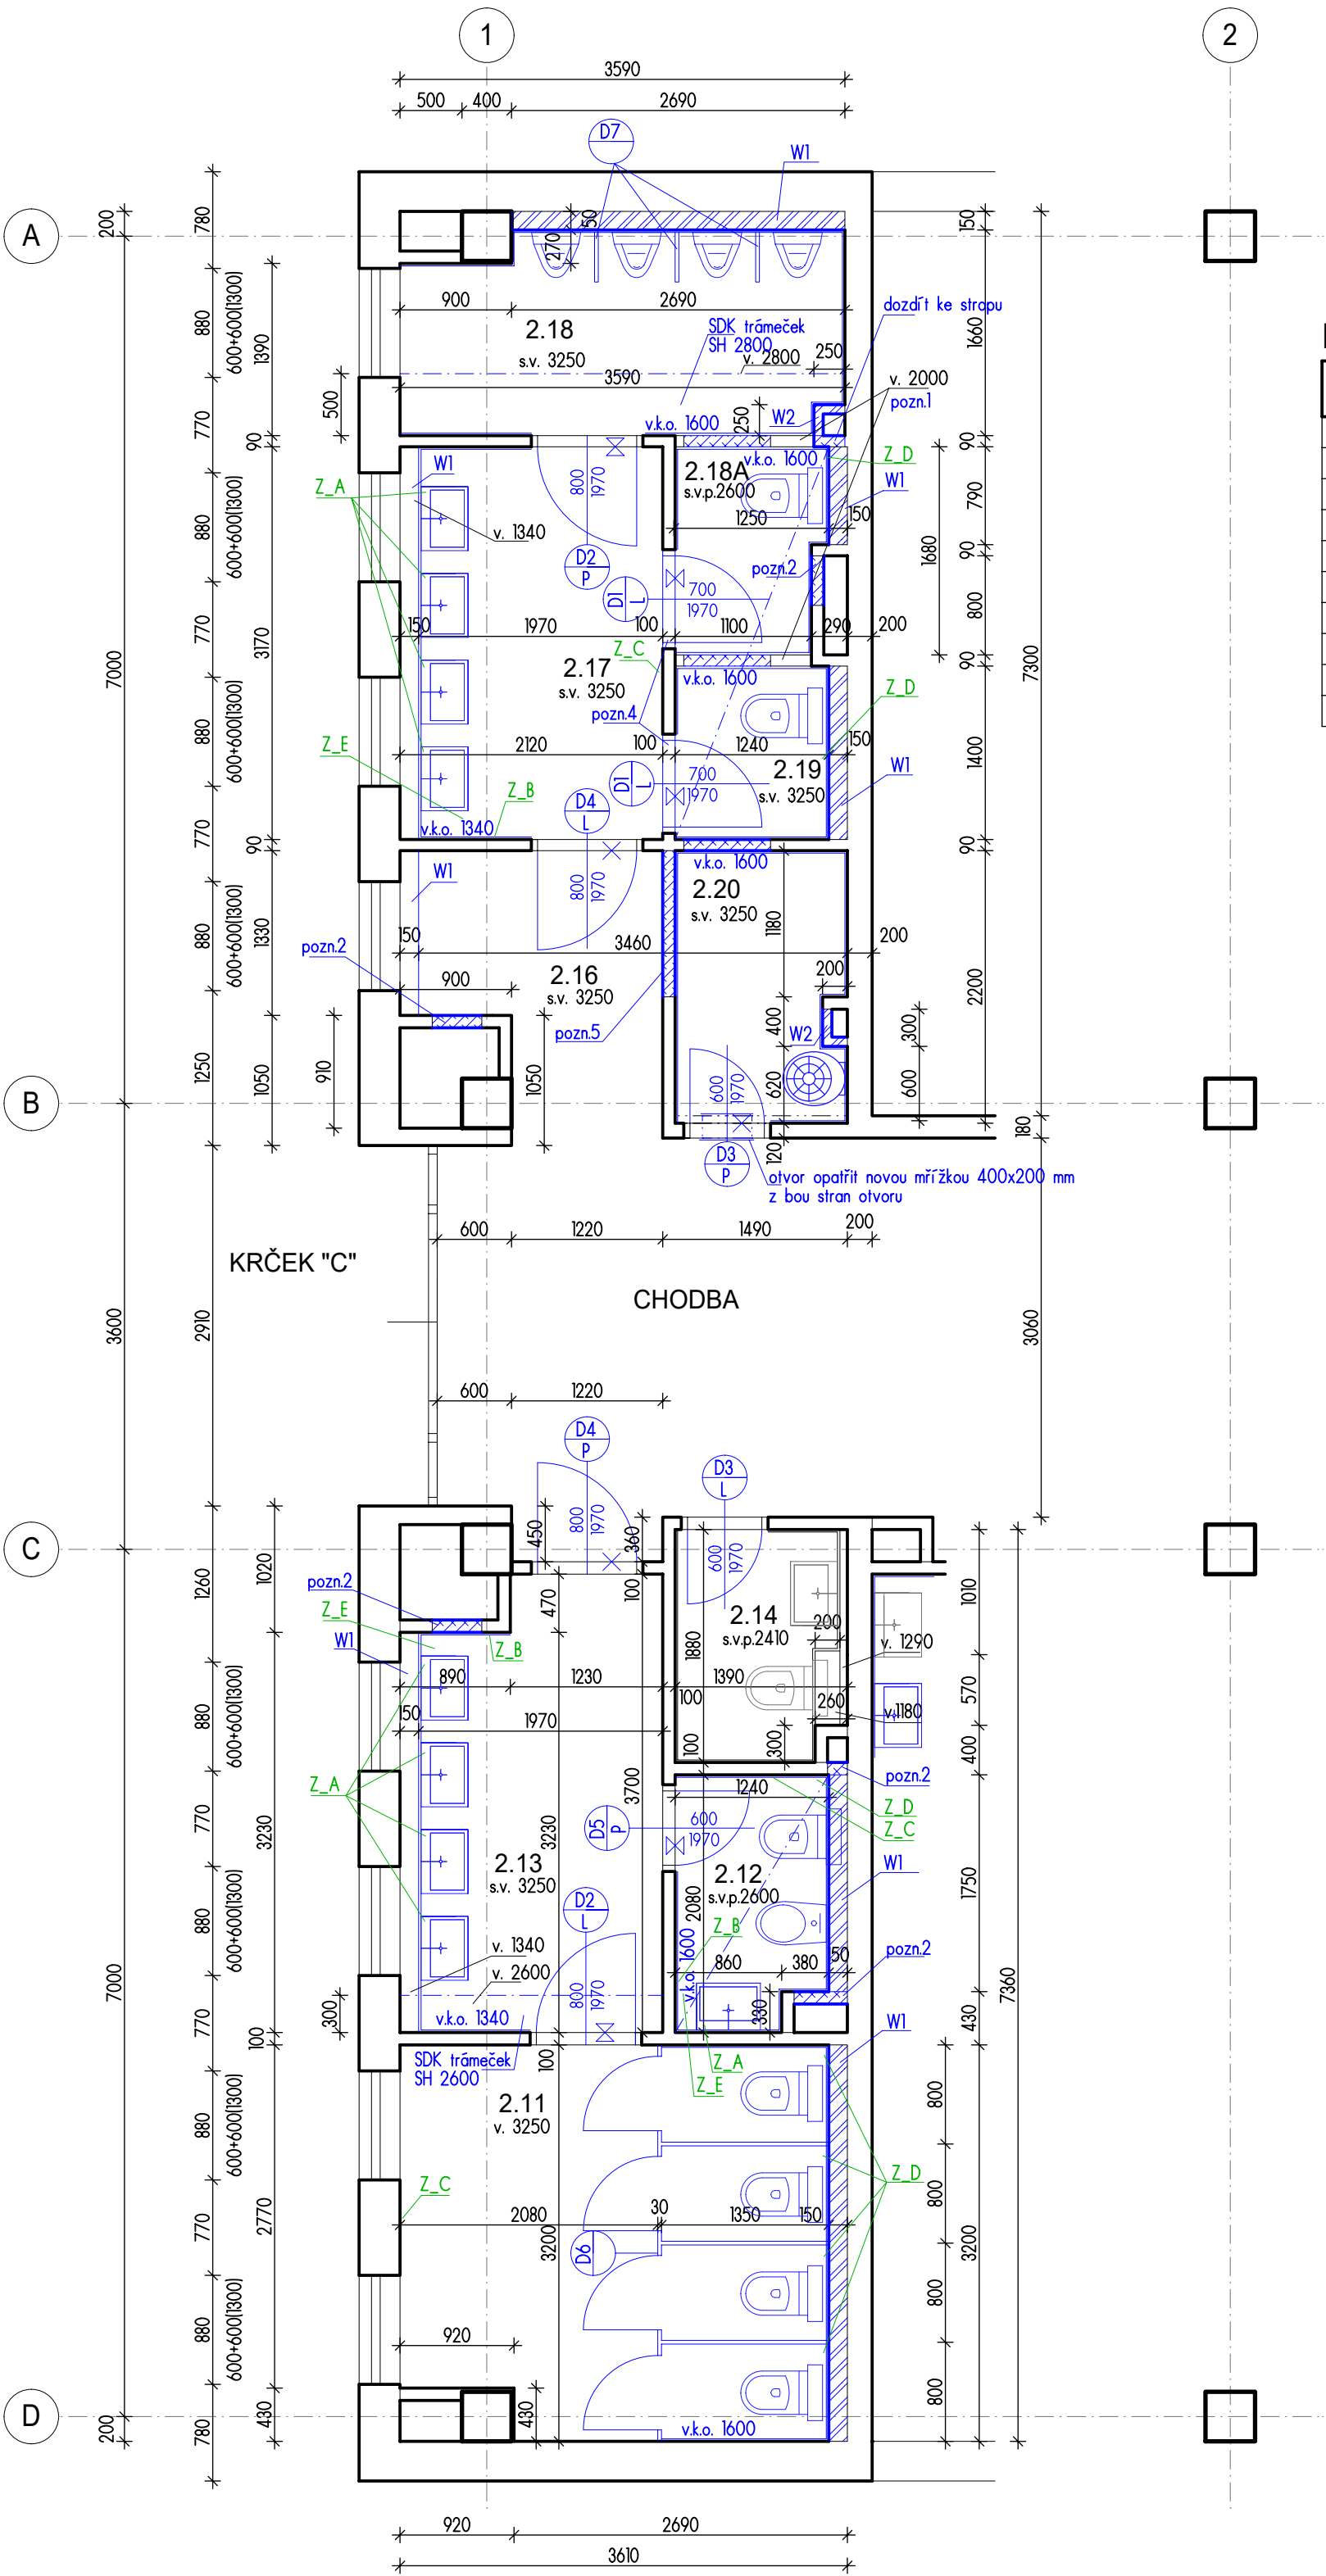 1
2
3590
500
400
2690
D7
W1
A
200
780
50
270
150
900
2690
dozdít ke stropu
2.18
s.v. 3250
SDK trámeček
SH 2800
v. 2800
250
880
600+600(1300)
1390
1660
3590
v. 2000
pozn.1
500
250
W2
v.k.o. 1600
770
90
90
W1
2.18A
s.v.p.2600
v.k.o. 1600
Z_D
W1
Z_A
800
1970
1250
150
790
v. 1340
880
600+600(1300)
1680
90
D2
P
pozn.2
D1
L
700
1970
800
150
1970
100
1100
290
200
770
3170
7000
7300
Z_C
90
2.17
s.v. 3250
v.k.o. 1600
Z_D
pozn.4
880
600+600(1300)
2120
100
1240
150
1400
Z_E
2.19
s.v. 3250
W1
D1
L
700
1970
Z_B
D4
L
v.k.o. 1340
770
90
90
v.k.o. 1600
W1
2.20
s.v. 3250
800
1970
1180
880
600+600(1300)
1330
pozn.2
150
3460
200
2.16
s.v. 3250
900
200
2200
pozn.5
400
W2
300
910
1050
1050
1250
600
1970
620
600
B
180
120
D3
P
otvor opatřit novou mřížkou 400x200 mm
z bou stran otvoru
600
1220
1490
200
KRČEK "C"
CHODBA
3600
2910
3060
600
1220
D4
P
D3
L
800
1970
450
360
C
600
1970
1020
1260
pozn.2
100
470
1010
Z_E
2.14
s.v.p.2410
200
v. 1290
W1
Z_B
1880
890
1230
1390
100
570
880
600+600(1300)
260
v.1180
150
1970
300
400
100
Z_A
3700
1240
pozn.2
Z_D
Z_C
770
D5
P
600
1970
3230
3230
2.13
s.v. 3250
2.12
s.v.p.2600
W1
1750
D2
L
2080
Z_B
880
600+600(1300)
v. 1340
v. 2600
v.k.o. 1600
860
380
50
pozn.2
7000
7360
800
1970
330
300
v.k.o. 1340
770
430
100
W1
SDK trámeček
SH 2600
100
Z_A
Z_E
2.11
v. 3250
800
880
600+600(1300)
Z_C
Z_D
2080
30
1350
150
800
770
2770
3200
3200
D6
800
880
600+600(1300)
920
800
D
430
430
v.k.o. 1600
780
200
920
2690
3610